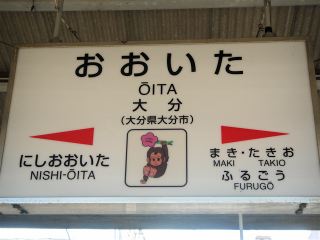 おおいた
ŌITA
大分
(大分県大分市)
にしおおいた
NISHI-ŌITA
まき・たきお
MAKI TAKIO
ふるごう
FURUGŌ